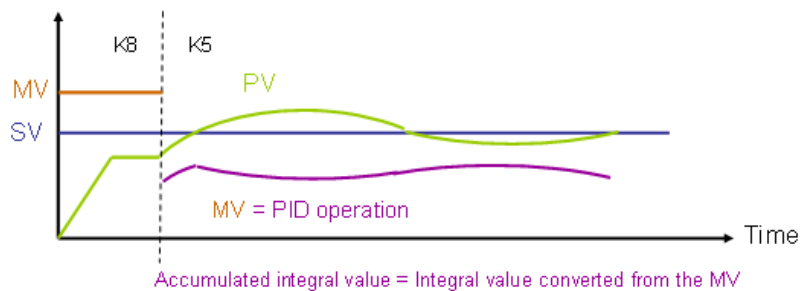 K8 K5
PV
MV
SV
MV = PID operation
Time
Accumulated integral value = Integral value converted from the MV